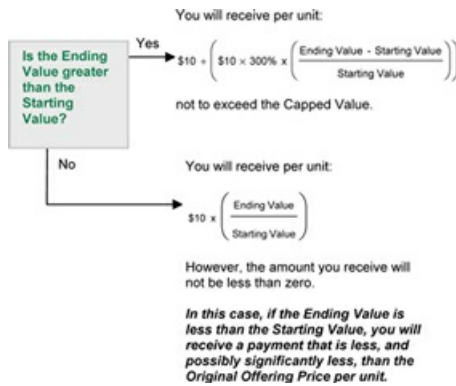 You will receive per unit:
Is the Ending
Value greater
than the
Starting
Value?
Yes
$10 + ( $10 × 300% x ( Ending Value - Starting Value
Starting Value ) )
not to exceed the Capped Value.
No
You will receive per unit:
$10 x ( Ending Value
Starting Value )
However, the amount you receive will
not be less than zero.
In this case, if the Ending Value is
less than the Starting Value, you will
receive a payment that is less, and
possibly significantly less, than the
Original Offering Price per unit.